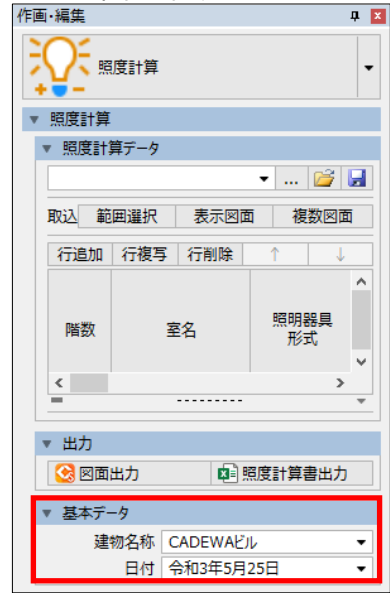 作画・編集
照度計算
照度計算
照度計算データ
...
取込 範囲選択 表示図面 複数図面
行追加 行複写 行削除 ↑ ↓
階数 室名 照明器具
形式
出力
図面出力 照度計算書出力
基本データ
建物名称 CADEWAビル
日付 令和3年5月25日